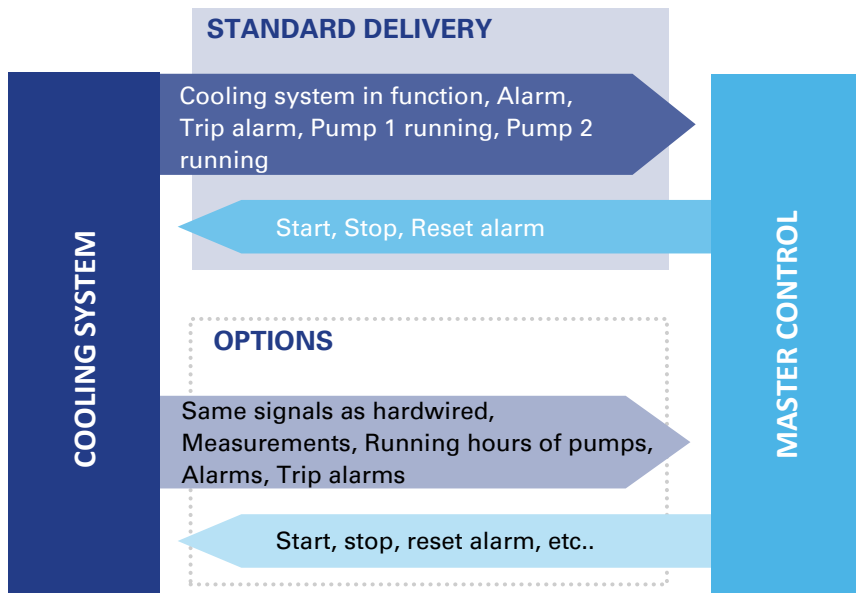 STANDARD DELIVERY
Cooling system in function, Alarm,
Trip alarm, Pump 1 running, Pump 2
running
Start, Stop, Reset alarm
COOLING SYSTEM
MASTER CONTROL
OPTIONS
Same signals as hardwired,
Measurements, Running hours of pumps,
Alarms, Trip alarms
Start, stop, reset alarm, etc..